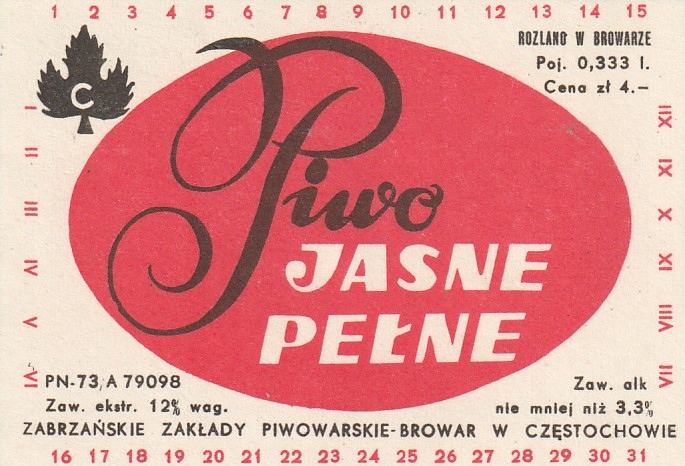 1 2 3 4 5 6 7 8 9 10 11 12 13 14 15
ROZLANO W BROWARZE
Poj. 0,333 l.
Cena zł 4.–
C
I II III IV V VI
XII XI X IX VIII VII
Piwo
JASNE
PEŁNE
PN-73/A 79098
Zaw. ekstr. 12% wag.
Zaw. alk
nie mniej niż 3,3%
ZABRZAŃSKIE ZAKŁADY PIWOWARSKIE-BROWAR W CZĘSTOCHOWIE
16 17 18 19 20 21 22 23 24 25 26 27 28 29 30 31